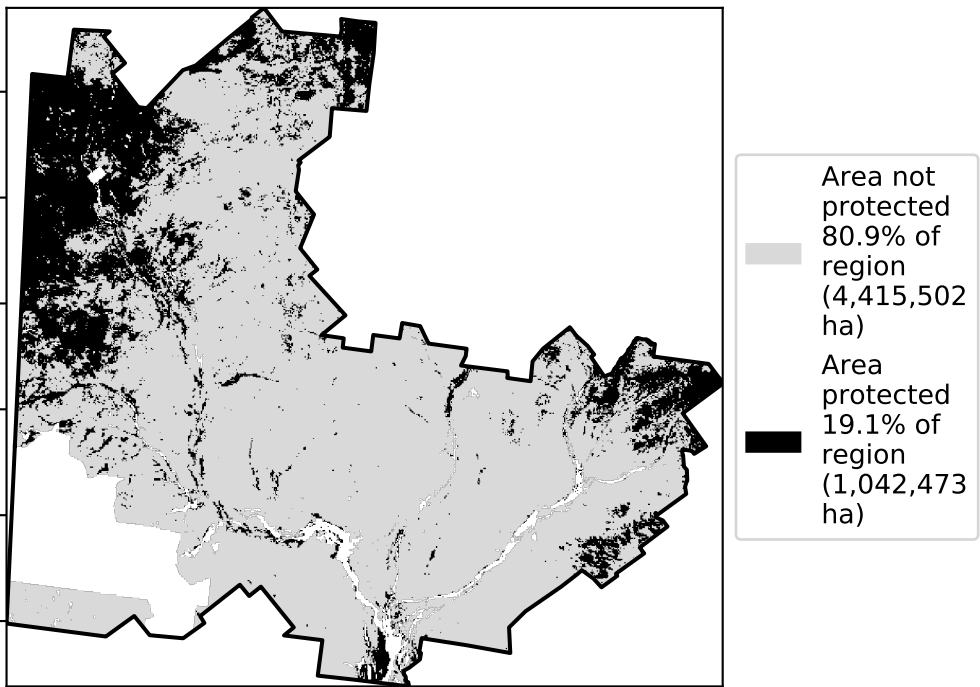 Area not
protected
80.9% of
region
(4,415,502
ha)
Area
protected
19.1% of
region
(1,042,473
ha)